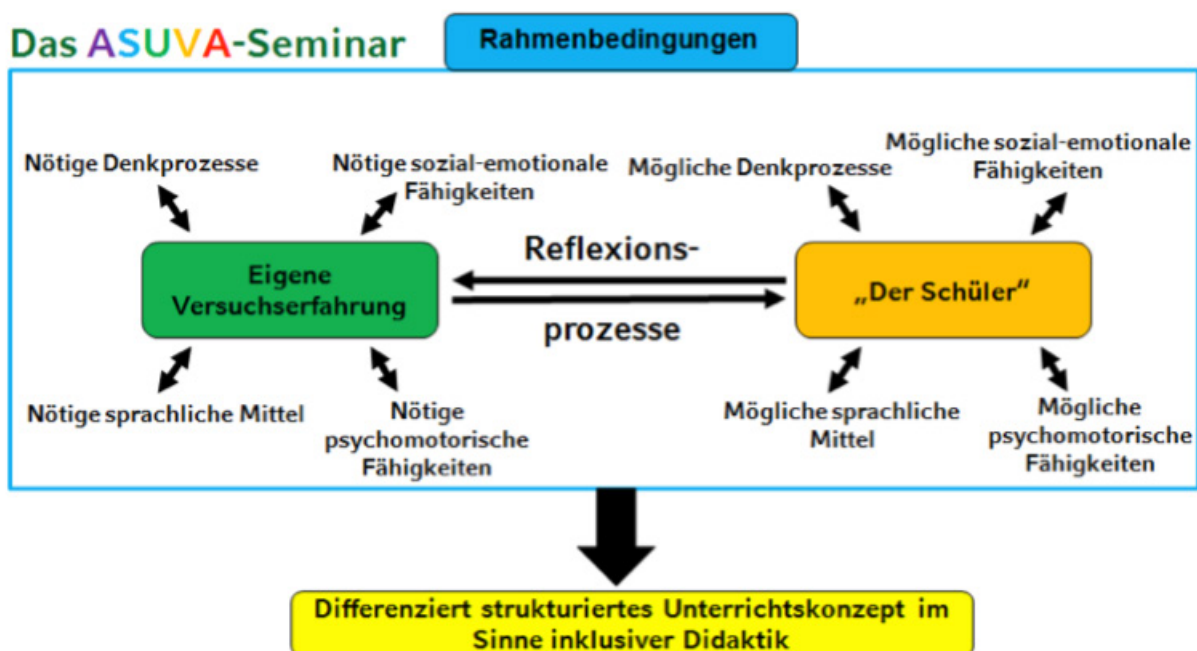 Das ASUVA-Seminar
Rahmenbedingungen
Nötige Denkprozesse
Nötige sozial-emotionale
Fähigkeiten
Mögliche Denkprozesse
Mögliche sozial-emotionale
Fähigkeiten
Eigene
Versuchserfahrung
Reflexions-
prozesse
„Der Schüler“
Nötige sprachliche Mittel
Nötige
psychomotorische
Fähigkeiten
Mögliche sprachliche
Mittel
Mögliche
psychomotorische
Fähigkeiten
Differenziert strukturiertes Unterrichtskonzept im
Sinne inklusiver Didaktik